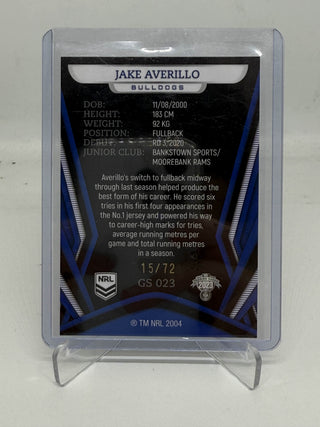 JAKE AVERILLO
BULLDOGS
DOB: 11/08/2000
HEIGHT: 183 CM
WEIGHT: 92 KG
POSITION: FULLBACK
DEBUT: RD 3, 2020
JUNIOR CLUB: BANKSTOWN SPORTS/
MOOREBANK RAMS
Averillo's switch to fullback midway
through last season helped produce the
best form of his career. He scored six
tries in his first four appearances in
the No.1 jersey and powered his way
to career-high marks for tries,
average running metres per
game and total running metres
in a season.
15/72
GS 023
NRL
2023
® TM NRL 2004